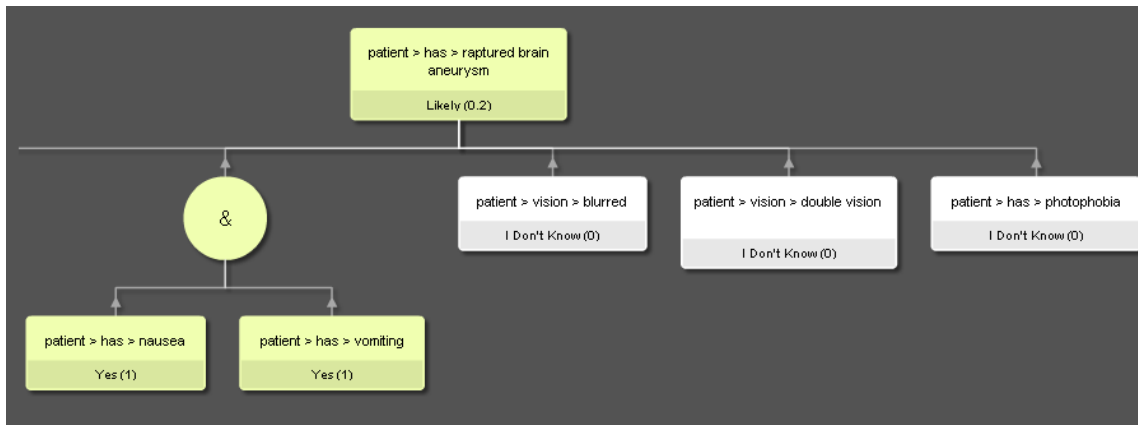 patient > has > raptured brain
aneurysm
Likely (0.2)
&
patient > vision > blurred
I Don't Know (0)
patient > vision > double vision
I Don't Know (0)
patient > has > photophobia
I Don't Know (0)
patient > has > nausea
Yes (1)
patient > has > vomiting
Yes (1)